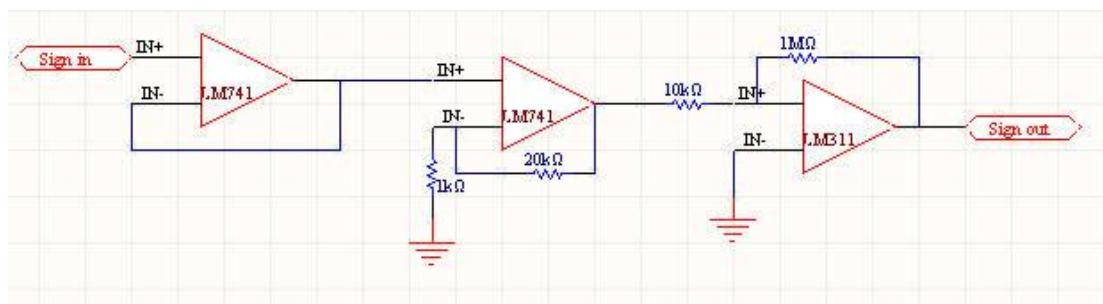 Sign in
IN+
IN-
LM741
IN+
IN-
LM741
1kΩ
20kΩ
10kΩ
1MΩ
IN+
IN-
LM311
Sign out